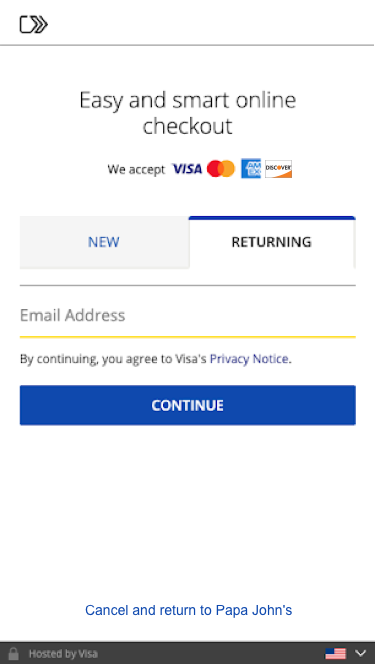 Easy and smart online
checkout
We accept VISA AMEX DISCOVER
NEW RETURNING
Email Address
By continuing, you agree to Visa's Privacy Notice.
CONTINUE
Cancel and return to Papa John's
Hosted by Visa